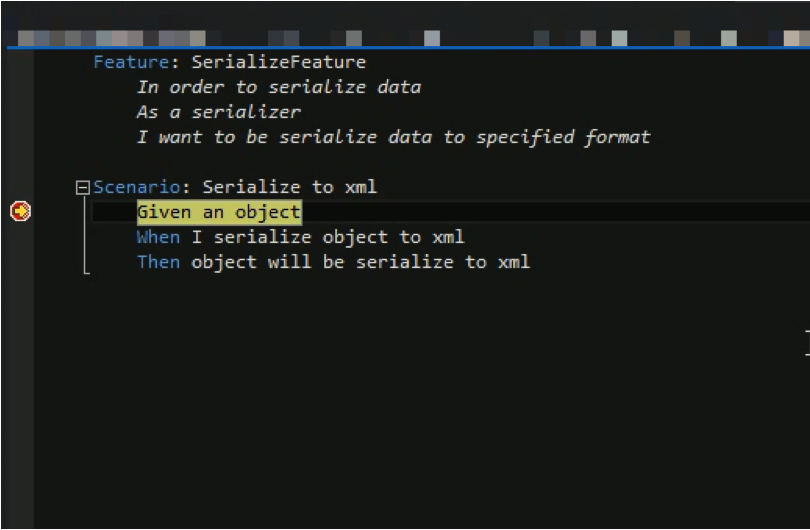 Feature: SerializeFeature
In order to serialize data
As a serializer
I want to be serialize data to specified format
Scenario: Serialize to xml
Given an object
When I serialize object to xml
Then object will be serialize to xml